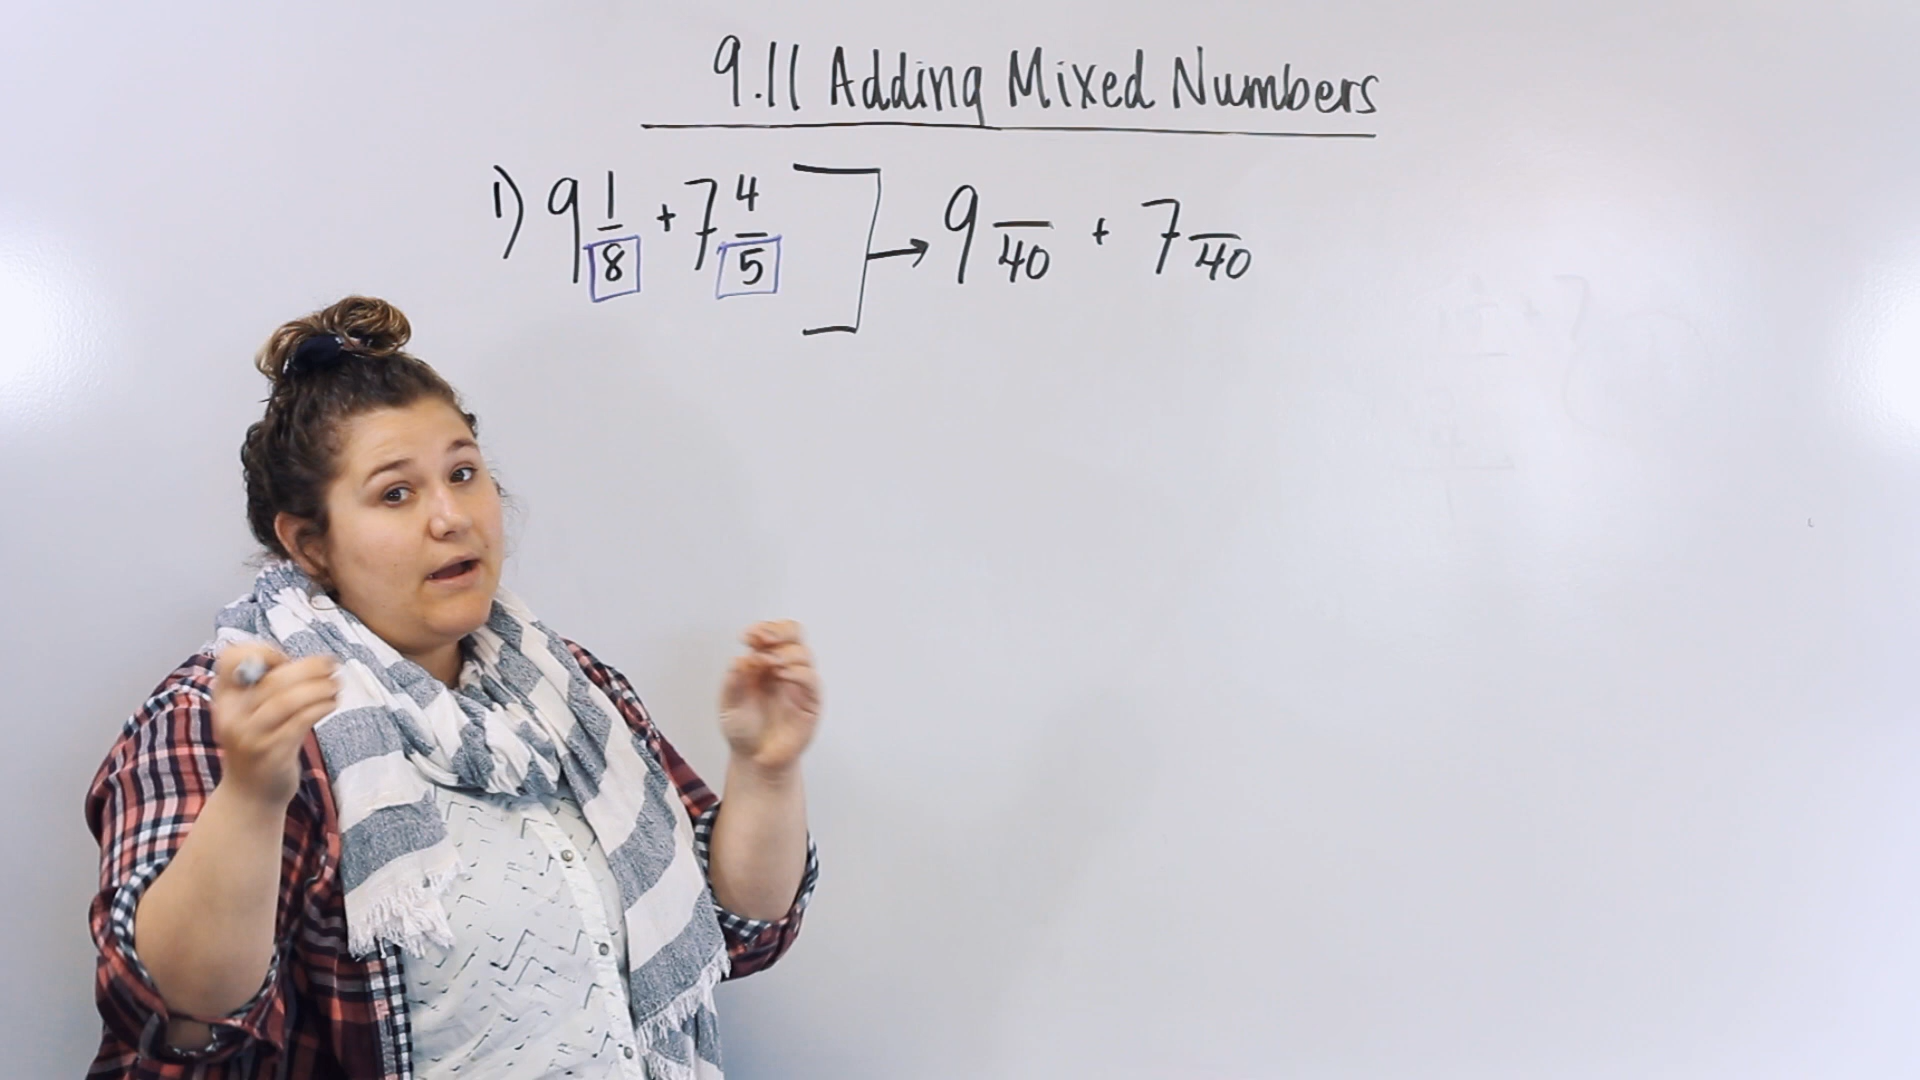 9.11 Adding Mixed Numbers
1) 9 1/8 + 7 4/5 → 9 /40 + 7 /40